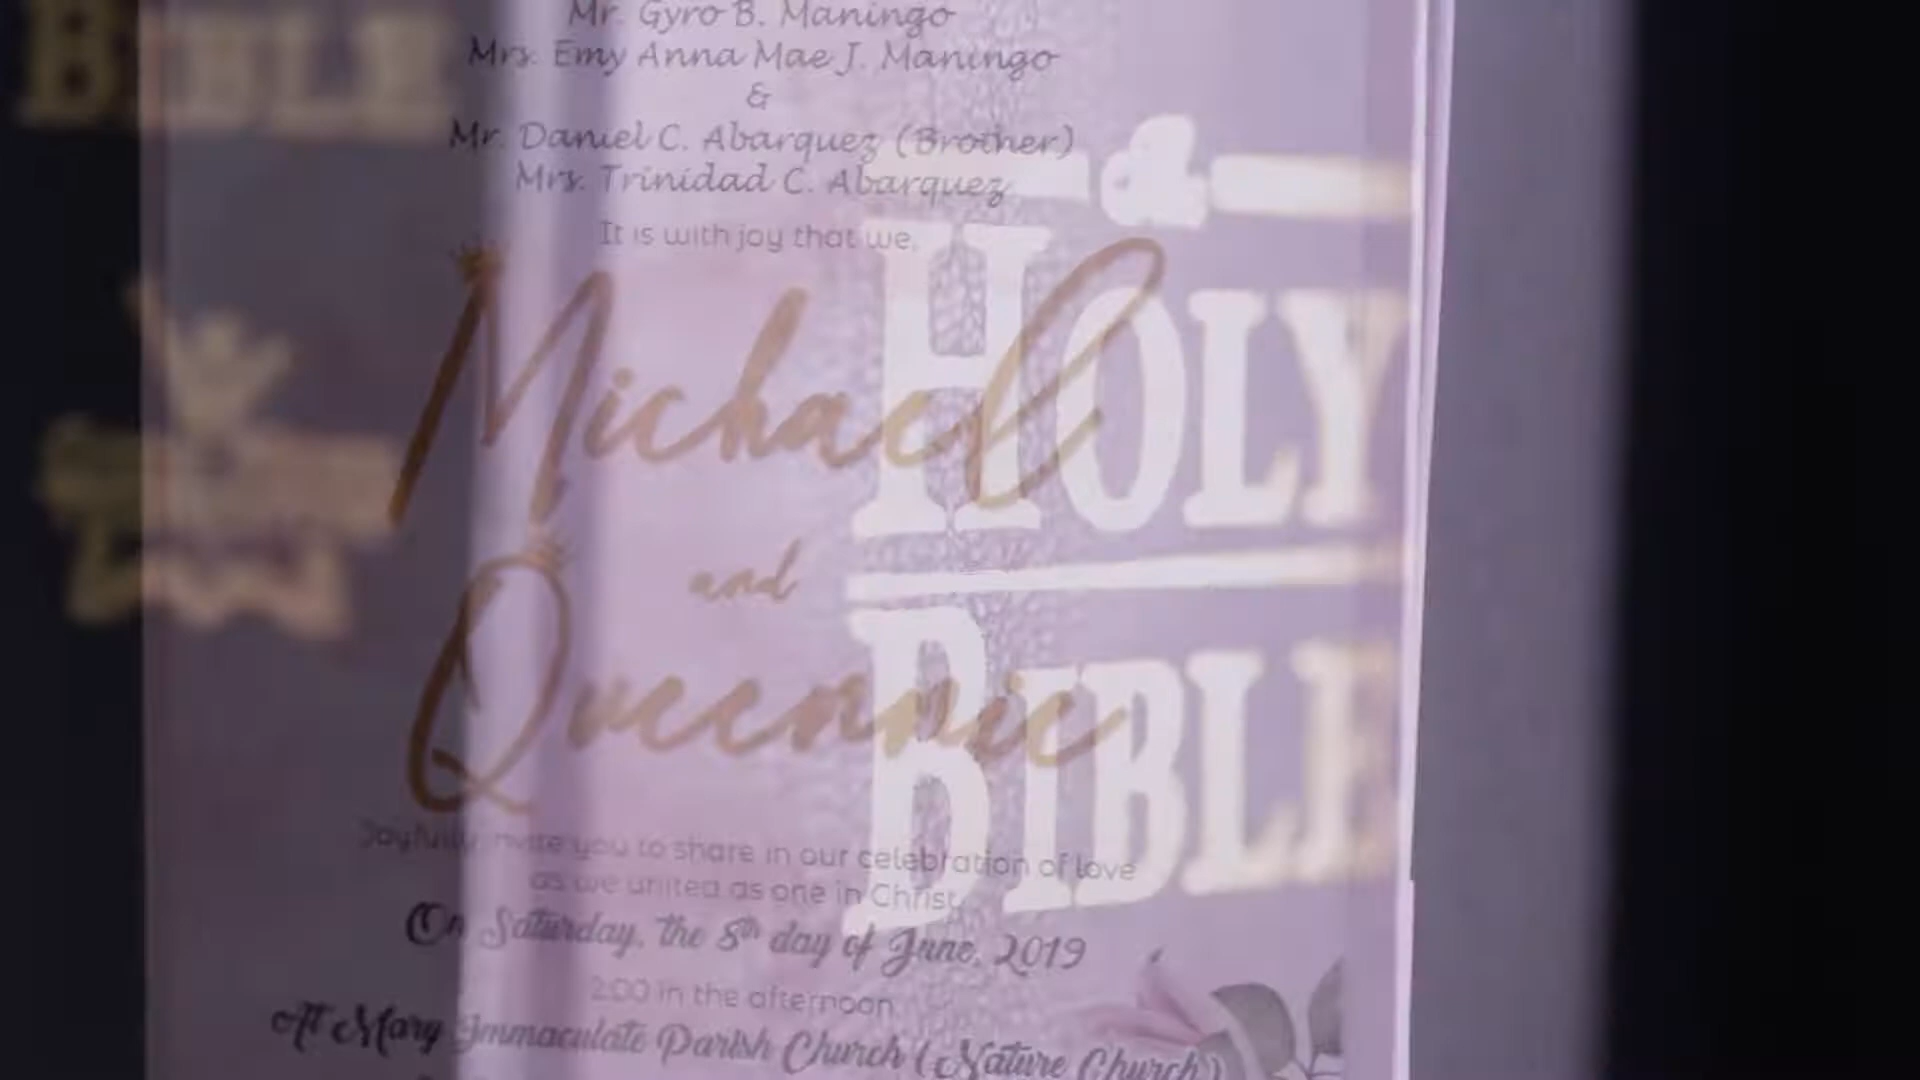 BIBLE
Mr. Gyro B. Maningo
Mrs. Emy Anna Mae J. Maningo
&
Mr. Daniel C. Abarquez (Brother)
Mrs. Trinidad C. Abarquez
It is with joy that we,
Michael
and
Queennie
Joyfully invite you to share in our celebration of love
as we united as one in Christ
On Saturday, the 8th day of June, 2019
2:00 in the afternoon
At Mary Immaculate Parish Church (Nature Church)
HOLY
BIBLE